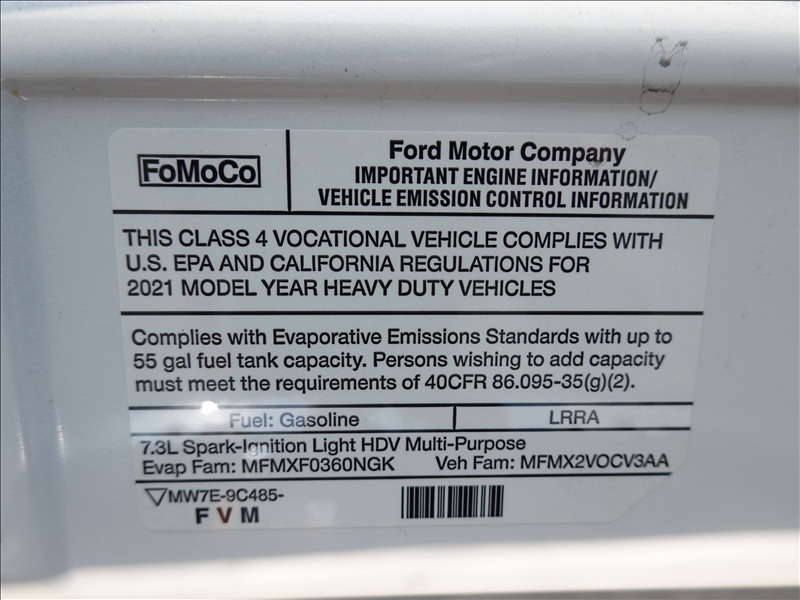 FoMoCo
Ford Motor Company
IMPORTANT ENGINE INFORMATION/
VEHICLE EMISSION CONTROL INFORMATION
THIS CLASS 4 VOCATIONAL VEHICLE COMPLIES WITH
U.S. EPA AND CALIFORNIA REGULATIONS FOR
2021 MODEL YEAR HEAVY DUTY VEHICLES
Complies with Evaporative Emissions Standards with up to
55 gal fuel tank capacity. Persons wishing to add capacity
must meet the requirements of 40CFR 86.095-35(g)(2).
Fuel: Gasoline LRRA
7.3L Spark-Ignition Light HDV Multi-Purpose
Evap Fam: MFMXF0360NGK Veh Fam: MFMX2VOCV3AA
MW7E-9C485-
F V M